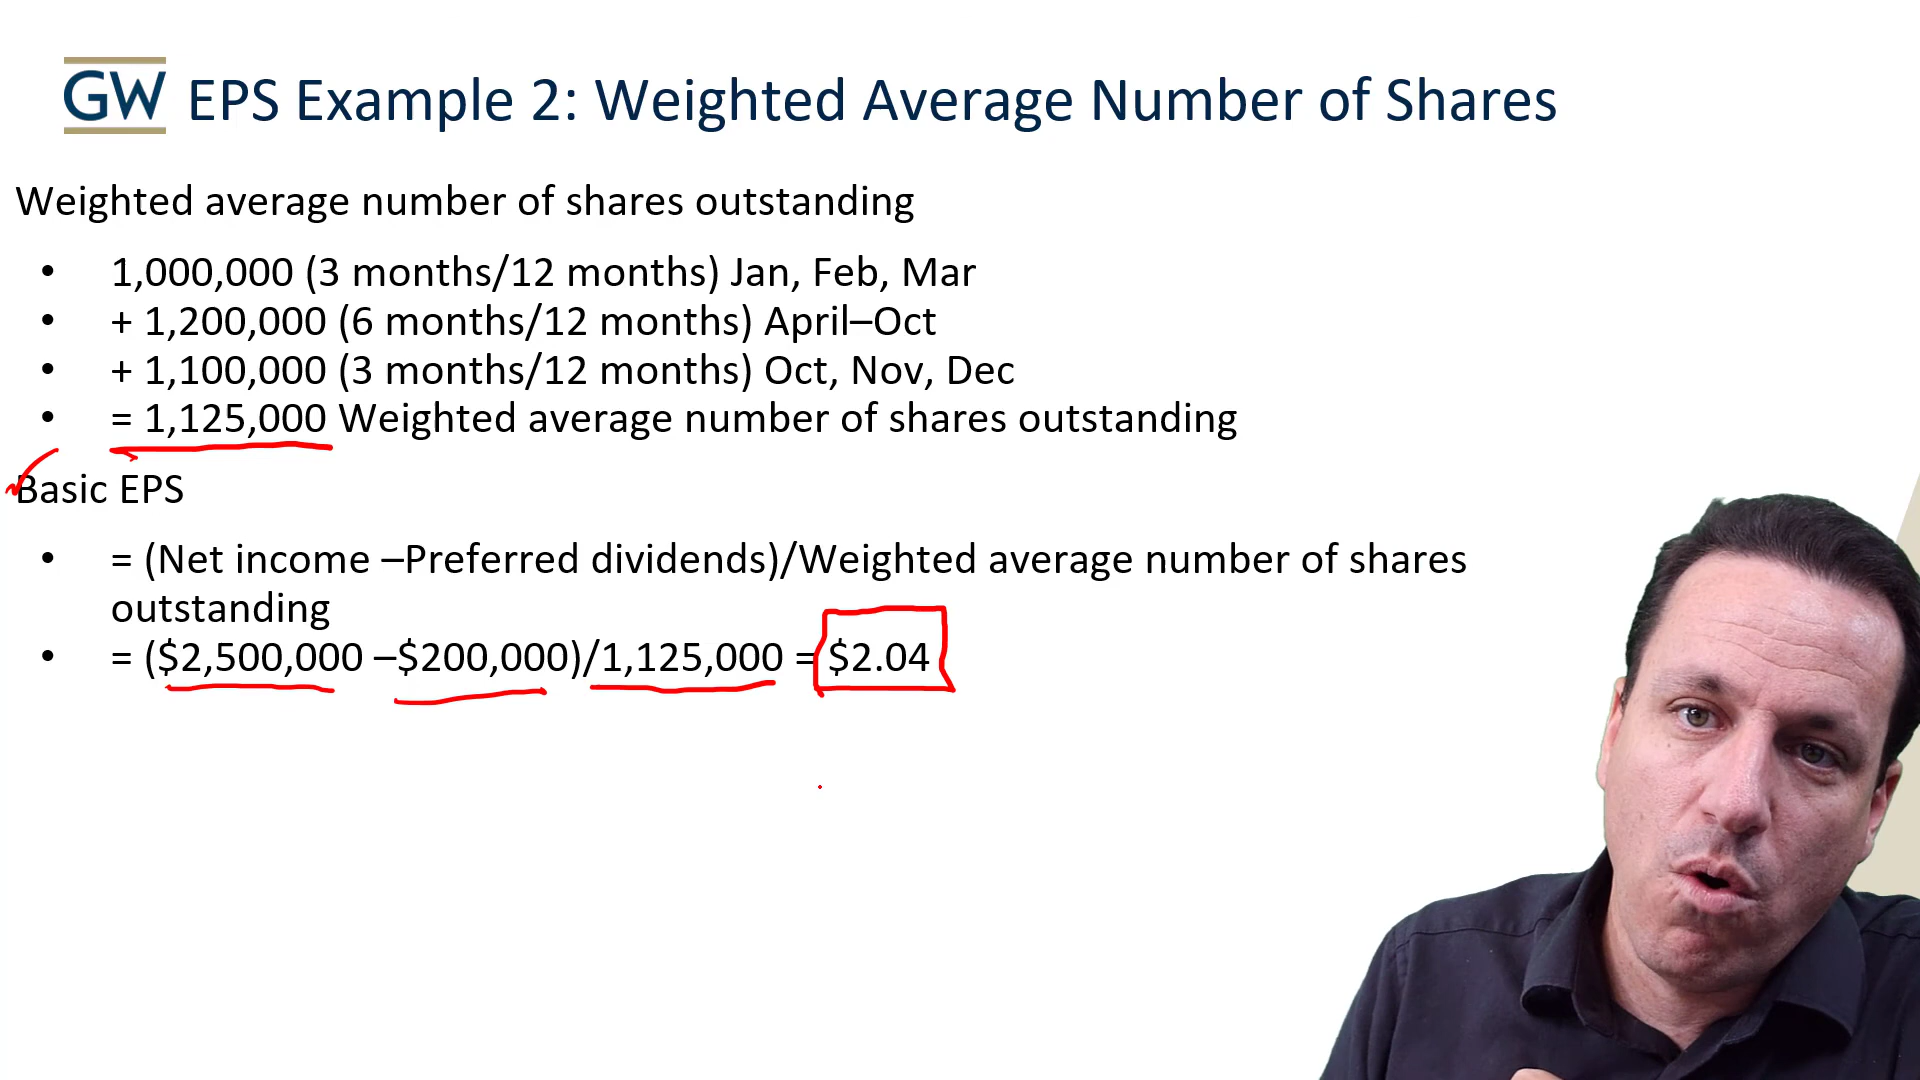 GW EPS Example 2: Weighted Average Number of Shares
Weighted average number of shares outstanding
• 1,000,000 (3 months/12 months) Jan, Feb, Mar
• + 1,200,000 (6 months/12 months) April–Oct
• + 1,100,000 (3 months/12 months) Oct, Nov, Dec
• = 1,125,000 Weighted average number of shares outstanding
Basic EPS
• = (Net income –Preferred dividends)/Weighted average number of shares
outstanding
• = ($2,500,000 –$200,000)/1,125,000 = $2.04